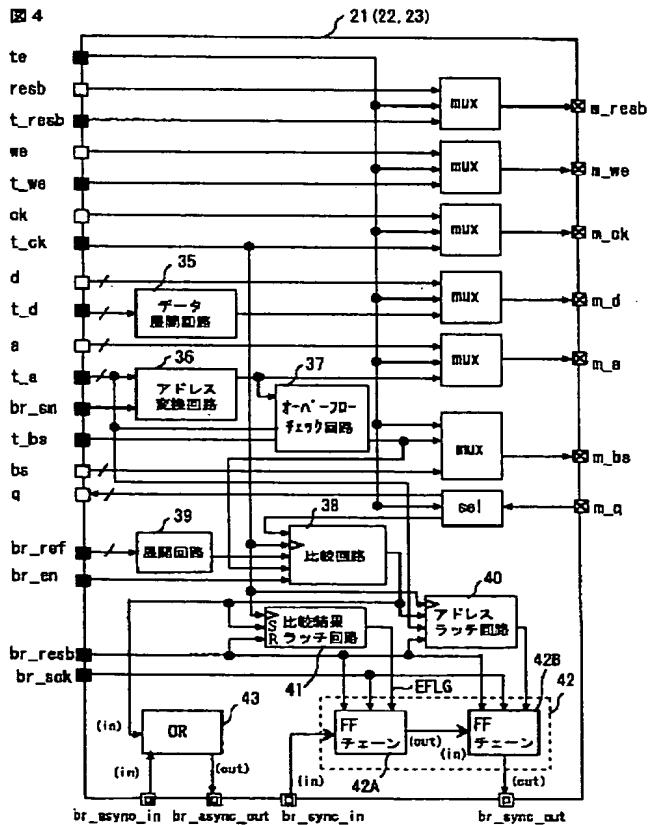 図4
21(22, 23)
te
resb
t_resb
we
t_we
ck
t_ck
d
t_d
a
t_a
br_sn
t_bs
bs
q
br_ref
br_en
br_resb
br_sck
mux
m_resb
mux
m_we
mux
m_ck
35
データ
展開回路
mux
m_d
36
アドレス
変換回路
37
オーバーフロー
チェック回路
mux
m_a
mux
m_bs
sel
m_q
39
展開回路
38
比較回路
40
アドレス
ラッチ回路
S
R
比較結果
ラッチ回路
41
EFLG
42B
42
43
OR
(in)
(in)
(out)
FF
チェーン
42A
(in)
(out)
(in)
FF
チェーン
(out)
br_async_in
br_async_out
br_sync_in
br_sync_out